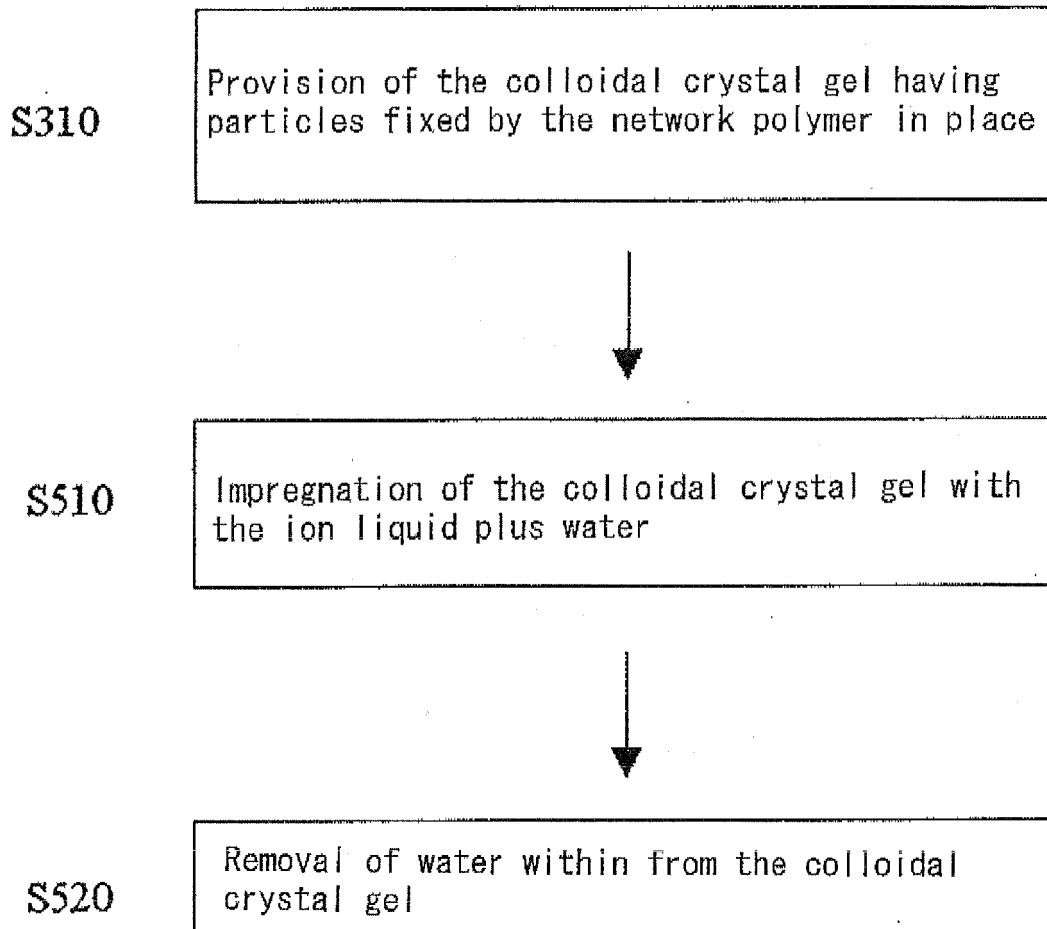 S310
Provision of the colloidal crystal gel having
particles fixed by the network polymer in place
S510
Impregnation of the colloidal crystal gel with
the ion liquid plus water
S520
Removal of water within from the colloidal
crystal gel